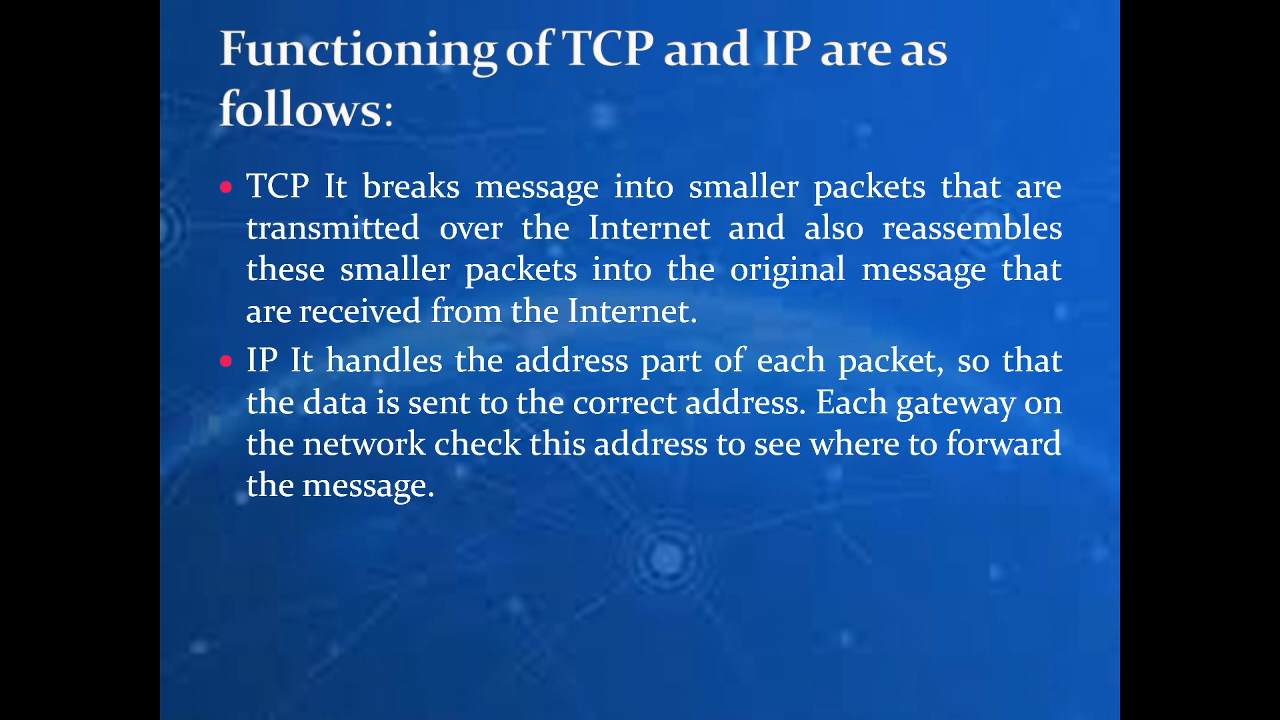 Functioning of TCP and IP are as
follows:
• TCP It breaks message into smaller packets that are
transmitted over the Internet and also reassembles
these smaller packets into the original message that
are received from the Internet.
• IP It handles the address part of each packet, so that
the data is sent to the correct address. Each gateway on
the network check this address to see where to forward
the message.